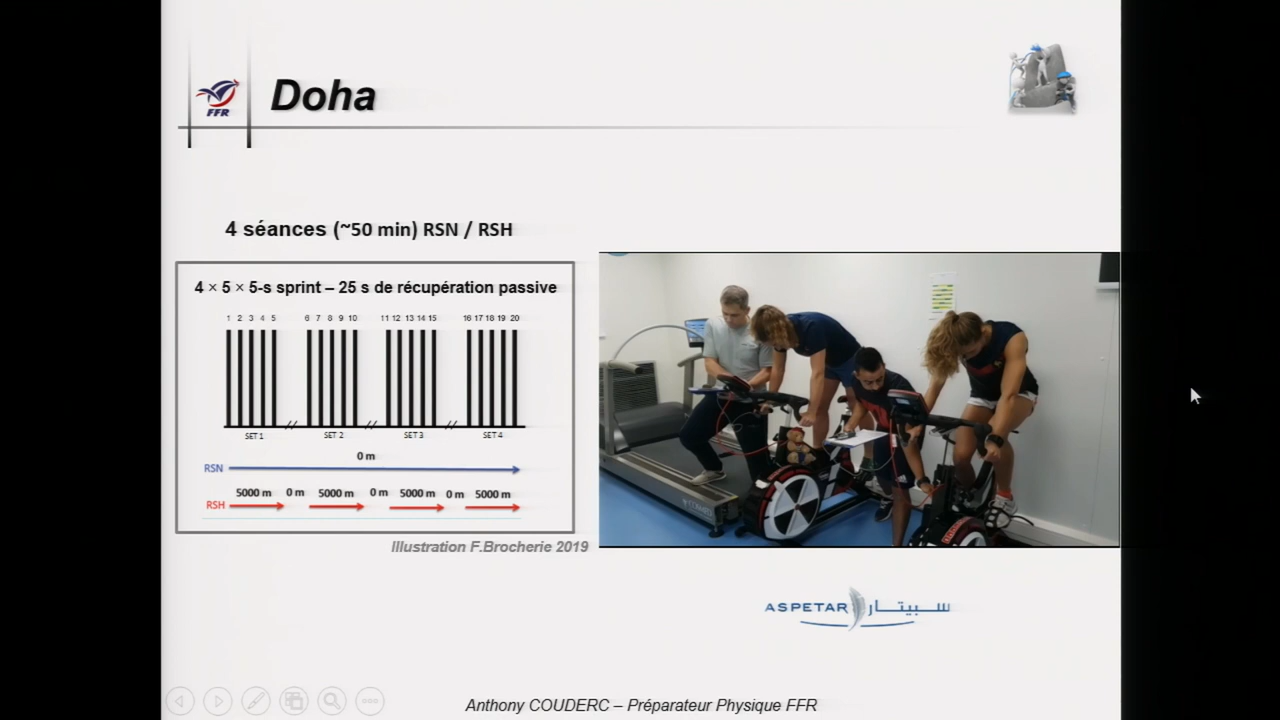 FFR
Doha
4 séances (~50 min) RSN / RSH
4 × 5 × 5-s sprint – 25 s de récupération passive
1 2 3 4 5 6 7 8 9 10 11 12 13 14 15 16 17 18 19 20
SET 1 SET 2 SET 3 SET 4
0 m
RSN
5000 m 0 m 5000 m 0 m 5000 m 0 m 5000 m
RSH
Illustration F.Brocherie 2019
ASPETAR سبيتار
Anthony COUDERC – Préparateur Physique FFR